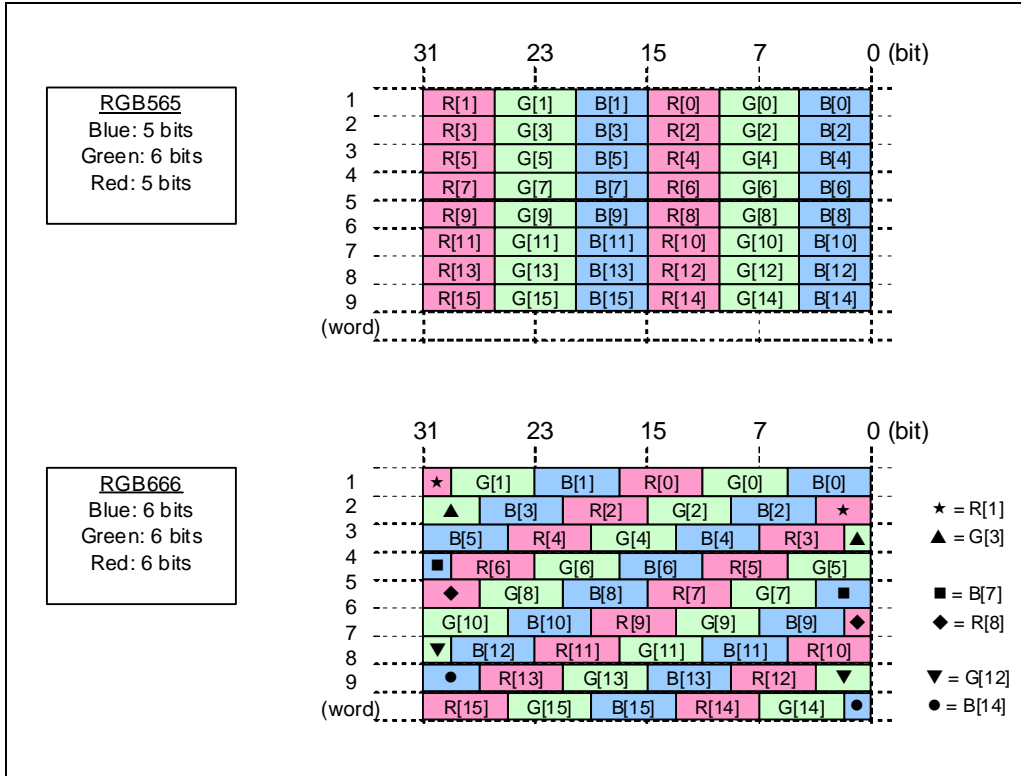 31 23 15 7 0 (bit)
RGB565
Blue: 5 bits
Green: 6 bits
Red: 5 bits
1 R[1] G[1] B[1] R[0] G[0] B[0]
2 R[3] G[3] B[3] R[2] G[2] B[2]
3 R[5] G[5] B[5] R[4] G[4] B[4]
4 R[7] G[7] B[7] R[6] G[6] B[6]
5 R[9] G[9] B[9] R[8] G[8] B[8]
6 R[11] G[11] B[11] R[10] G[10] B[10]
7 R[13] G[13] B[13] R[12] G[12] B[12]
8 R[15] G[15] B[15] R[14] G[14] B[14]
9
(word)
31 23 15 7 0 (bit)
RGB666
Blue: 6 bits
Green: 6 bits
Red: 6 bits
1 ★ G[1] B[1] R[0] G[0] B[0]
2 ▲ B[3] R[2] G[2] B[2] ★
3 B[5] R[4] G[4] B[4] R[3] ▲
4 ■ R[6] G[6] B[6] R[5] G[5]
5 ◆ G[8] B[8] R[7] G[7] ■
6 G[10] B[10] R[9] G[9] B[9] ◆
7 ▼ B[12] R[11] G[11] B[11] R[10]
8 ● R[13] G[13] B[13] R[12] ▼
9 R[15] G[15] B[15] R[14] G[14] ●
(word)
★ = R[1]
▲ = G[3]
■ = B[7]
◆ = R[8]
▼ = G[12]
● = B[14]